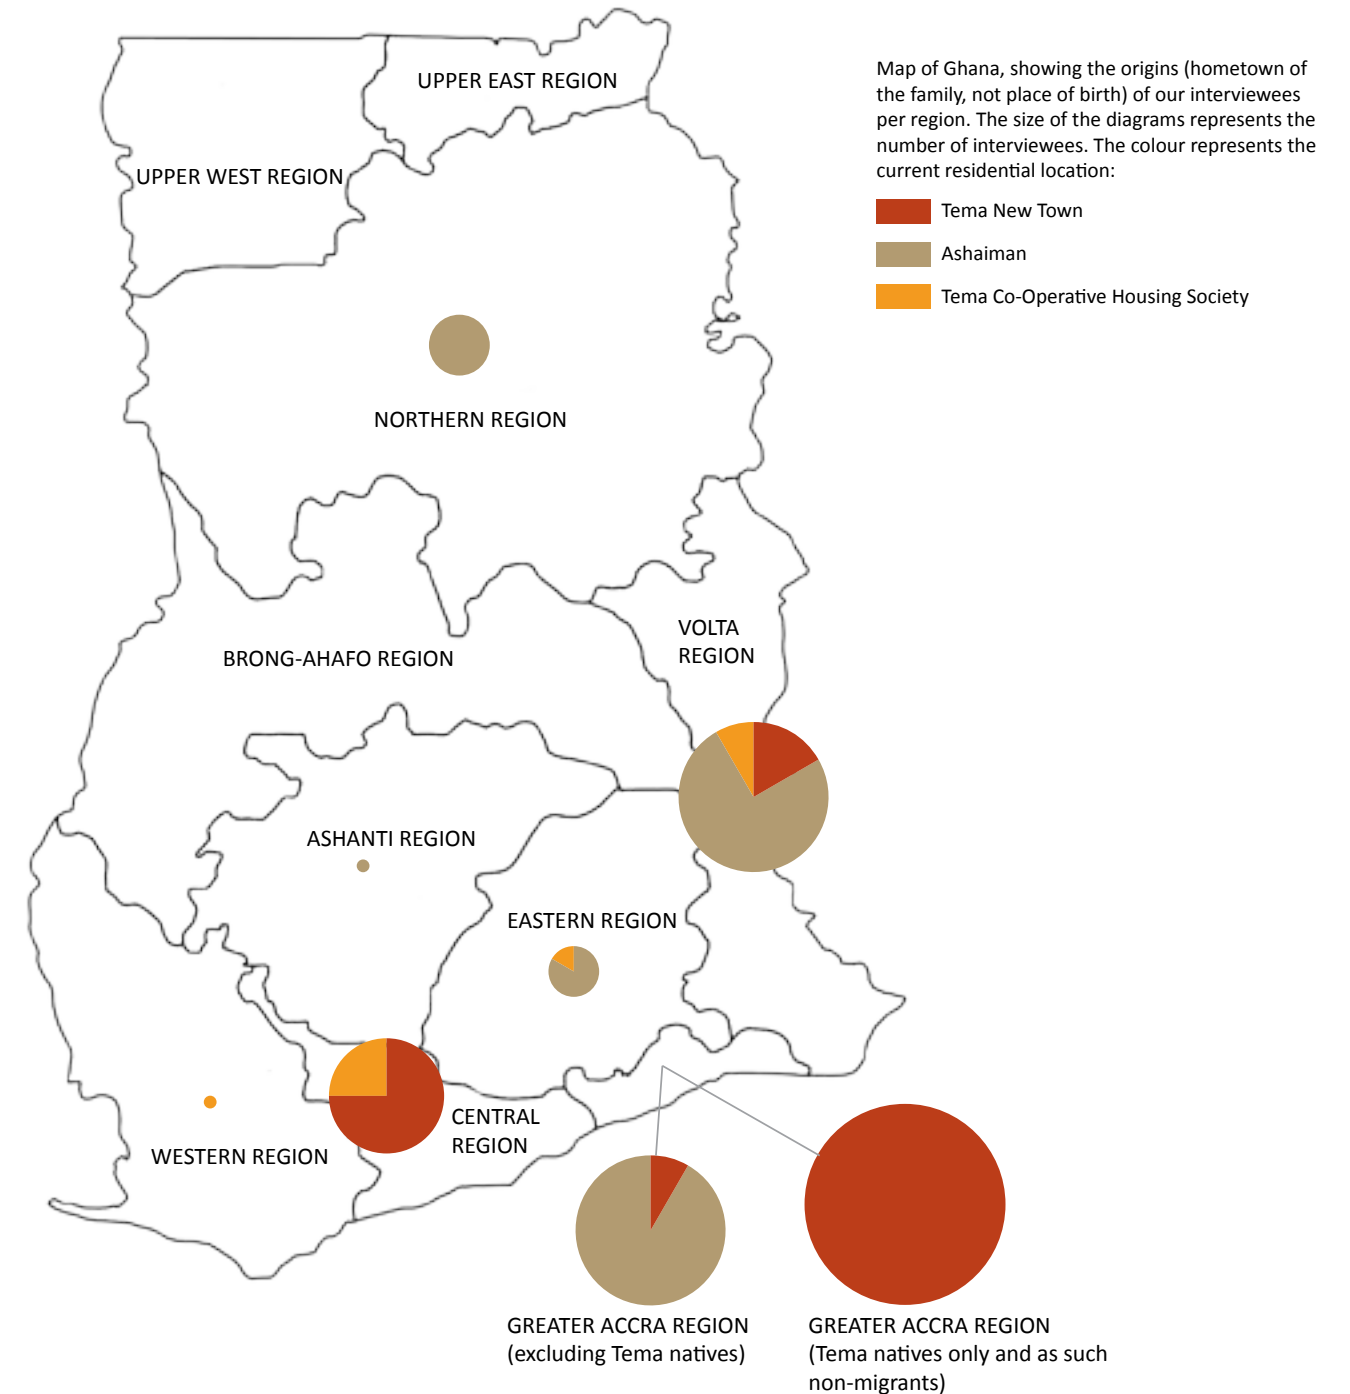 UPPER EAST REGION
Map of Ghana, showing the origins (hometown of
the family, not place of birth) of our interviewees
per region. The size of the diagrams represents the
number of interviewees. The colour represents the
current residential location:
Tema New Town
Ashaiman
Tema Co-Operative Housing Society
UPPER WEST REGION
NORTHERN REGION
VOLTA
REGION
BRONG-AHAFO REGION
ASHANTI REGION
EASTERN REGION
CENTRAL
REGION
WESTERN REGION
GREATER ACCRA REGION
(excluding Tema natives)
GREATER ACCRA REGION
(Tema natives only and as such
non-migrants)